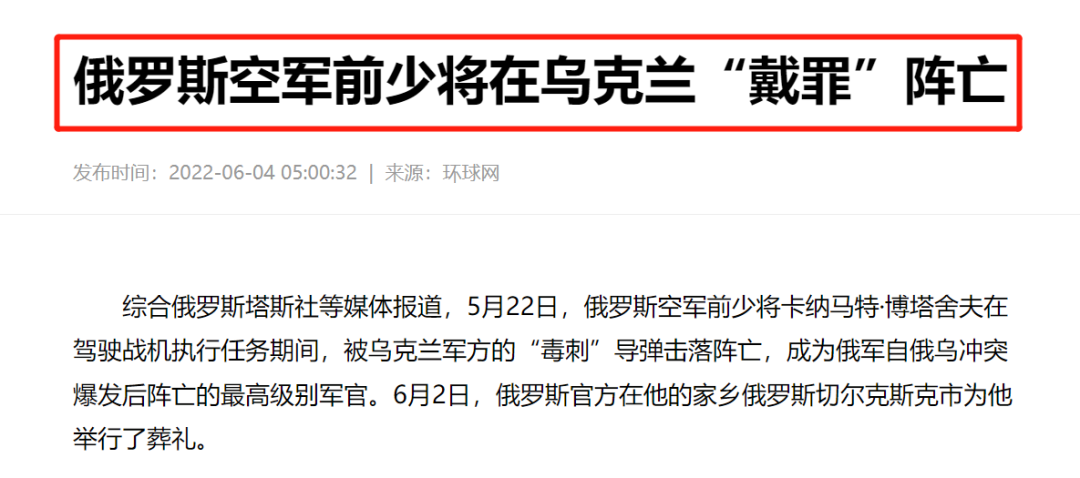 俄罗斯空军前少将在乌克兰“戴罪”阵亡
发布时间：2022-06-04 05:00:32 | 来源：环球网
综合俄罗斯塔斯社等媒体报道，5月22日，俄罗斯空军前少将卡纳马特·博塔舍夫在
驾驶战机执行任务期间，被乌克兰军方的“毒刺”导弹击落阵亡，成为俄军自俄乌冲突
爆发后阵亡的最高级别军官。6月2日，俄罗斯官方在他的家乡俄罗斯切尔克斯克市为他
举行了葬礼。